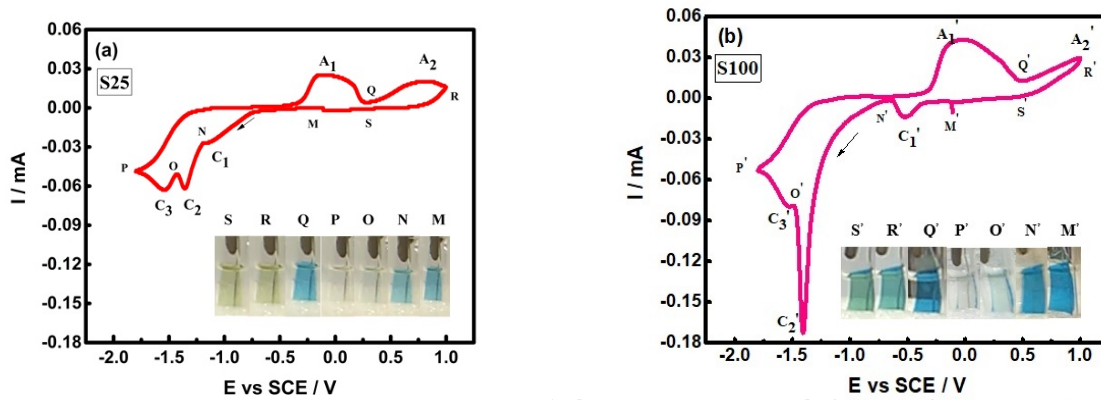 (a)
S25
0.06
0.03
0.00
-0.03
-0.06
-0.09
-0.12
-0.15
-0.18
I / mA
A1
A2
Q
R
M
S
N
C1
P
O
C3
C2
S R Q P O N M
-2.0 -1.5 -1.0 -0.5 0.0 0.5 1.0
E vs SCE / V
(b)
S100
0.06
0.03
0.00
-0.03
-0.06
-0.09
-0.12
-0.15
-0.18
I / mA
A1'
A2'
Q'
R'
N'
C1'
M'
S'
P'
O'
C3'
C2'
S' R' Q' P' O' N' M'
-2.0 -1.5 -1.0 -0.5 0.0 0.5 1.0
E vs SCE / V